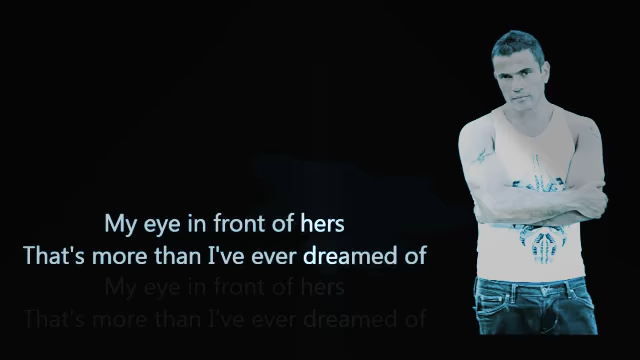 My eye in front of hers
That's more than I've ever dreamed of
My eye in front of hers
That's more than I've ever dreamed of